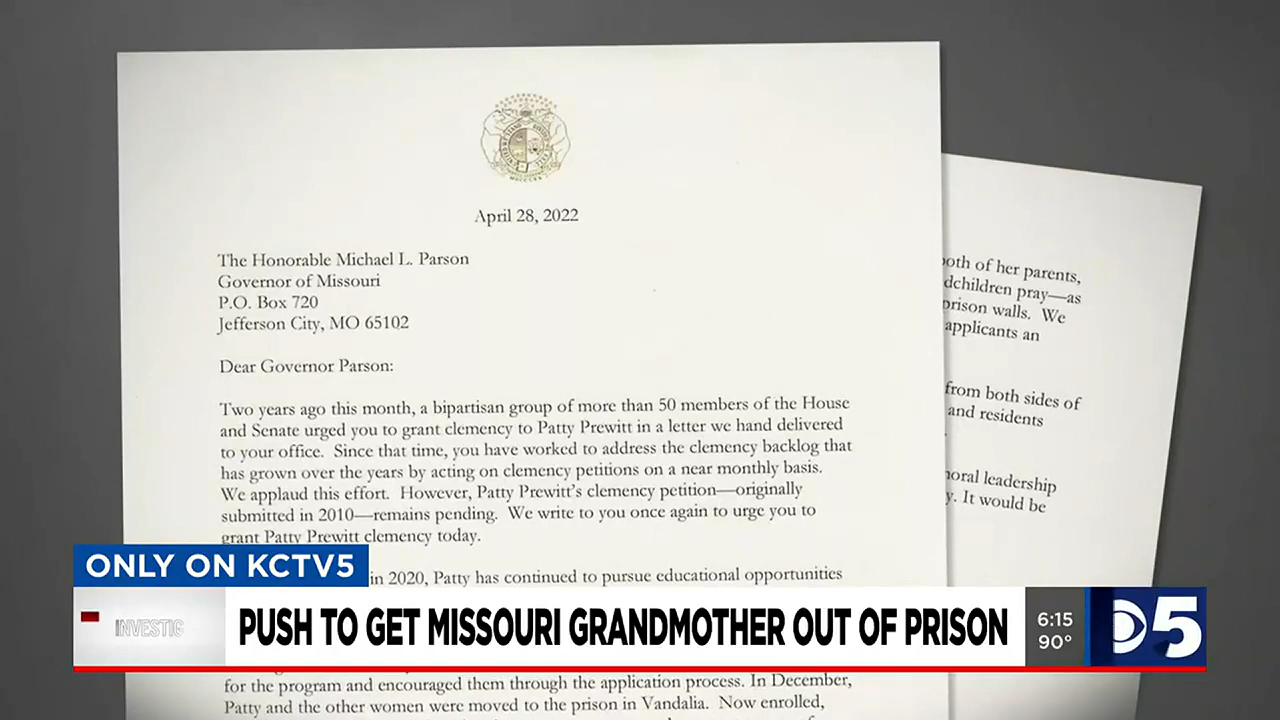 April 28, 2022
The Honorable Michael L. Parson
Governor of Missouri
P.O. Box 720
Jefferson City, MO 65102
Dear Governor Parson:
Two years ago this month, a bipartisan group of more than 50 members of the House
and Senate urged you to grant clemency to Patty Prewitt in a letter we hand delivered
to your office. Since that time, you have worked to address the clemency backlog that
has grown over the years by acting on clemency petitions on a near monthly basis.
We applaud this effort. However, Patty Prewitt's clemency petition—originally
submitted in 2010—remains pending. We write to you once again to urge you to
grant Patty Prewitt clemency today.
in 2020, Patty has continued to pursue educational opportunities
for the program and encouraged them through the application process. In December,
Patty and the other women were moved to the prison in Vandalia. Now enrolled,
both of her parents,
dchildren pray—as
prison walls. We
applicants an
from both sides of
and residents
oral leadership
y. It would be
ONLY ON KCTV5
INVESTIG
PUSH TO GET MISSOURI GRANDMOTHER OUT OF PRISON
6:15
90°
5